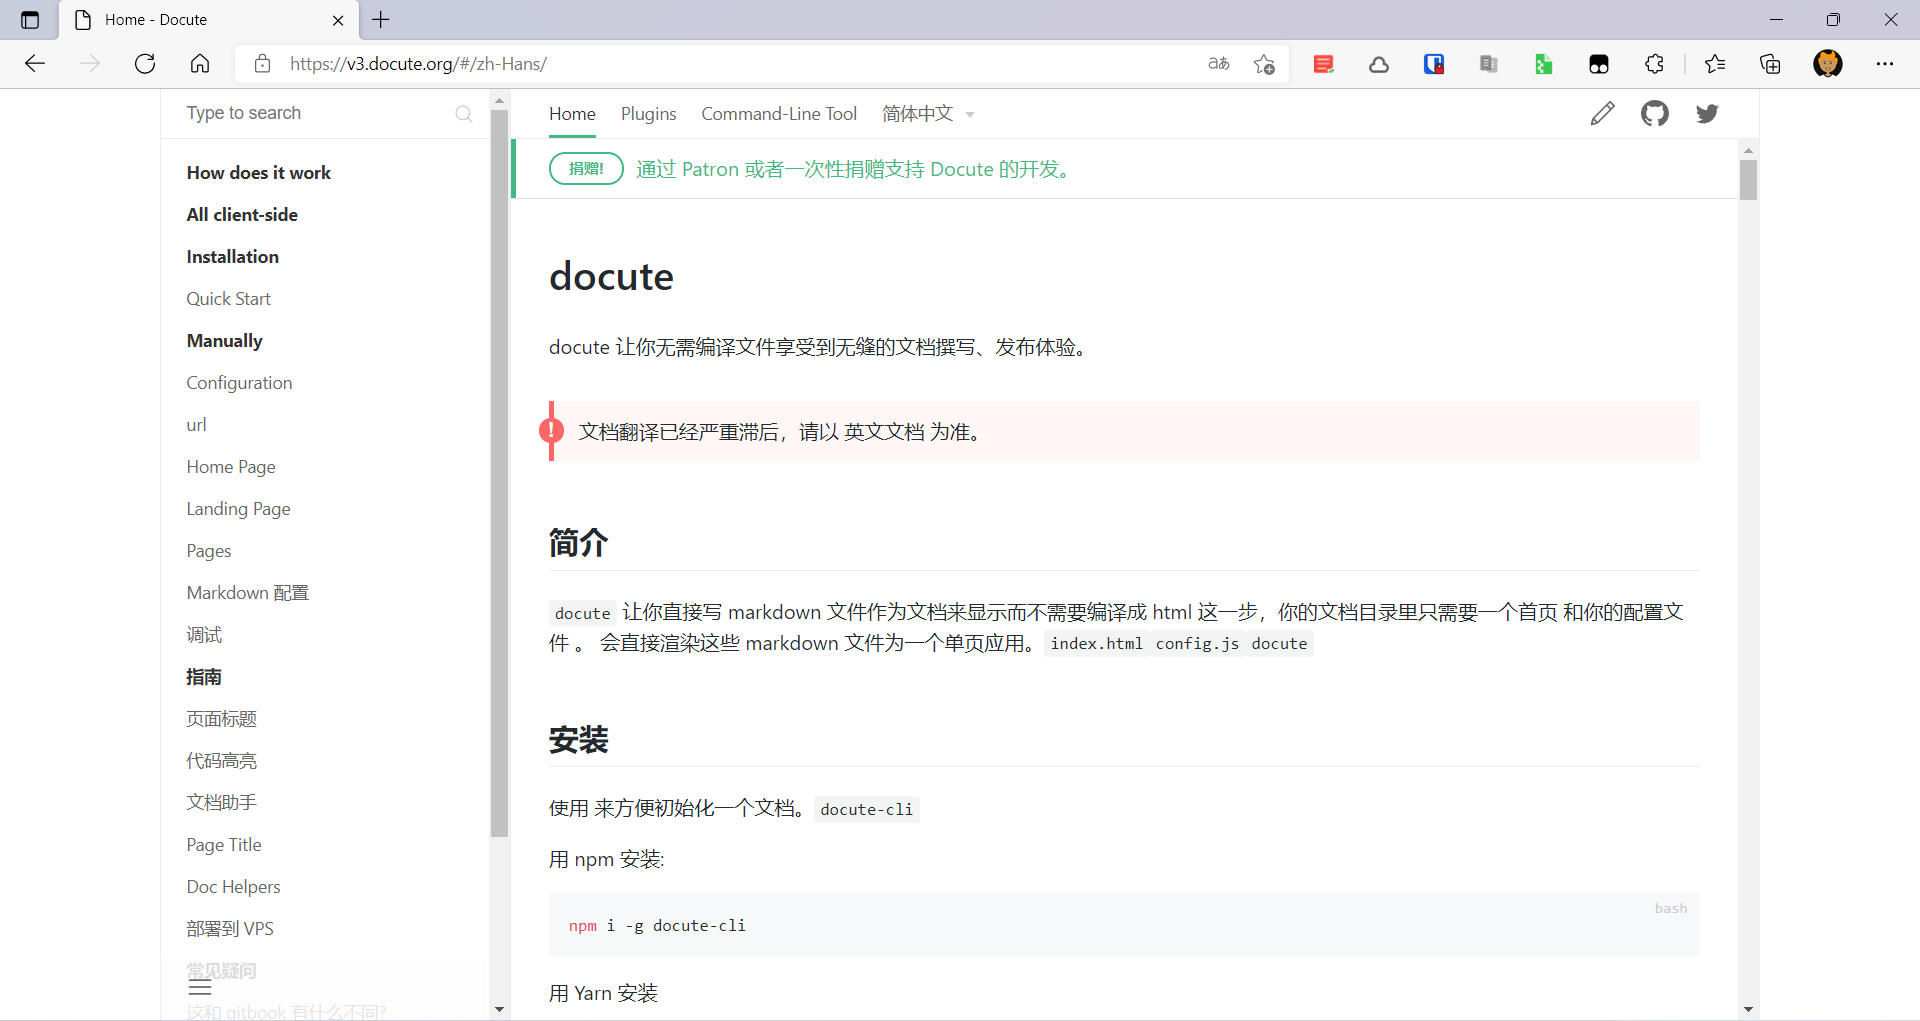 Home - Docute
https://v3.docute.org/#/zh-Hans/
aあ
Type to search
Home Plugins Command-Line Tool 简体中文
How does it work
All client-side
Installation
Quick Start
Manually
Configuration
url
Home Page
Landing Page
Pages
Markdown 配置
调试
指南
页面标题
代码高亮
文档助手
Page Title
Doc Helpers
部署到 VPS
常见疑问
这和 gitbook 有什么不同?
捐赠! 通过 Patron 或者一次性捐赠支持 Docute 的开发。
docute
docute 让你无需编译文件享受到无缝的文档撰写、发布体验。
! 文档翻译已经严重滞后，请以 英文文档 为准。
简介
docute 让你直接写 markdown 文件作为文档来显示而不需要编译成 html 这一步，你的文档目录里只需要一个首页 和你的配置文
件 。 会直接渲染这些 markdown 文件为一个单页应用。 index.html config.js docute
安装
使用 来方便初始化一个文档。 docute-cli
用 npm 安装:
bash
npm i -g docute-cli
用 Yarn 安装